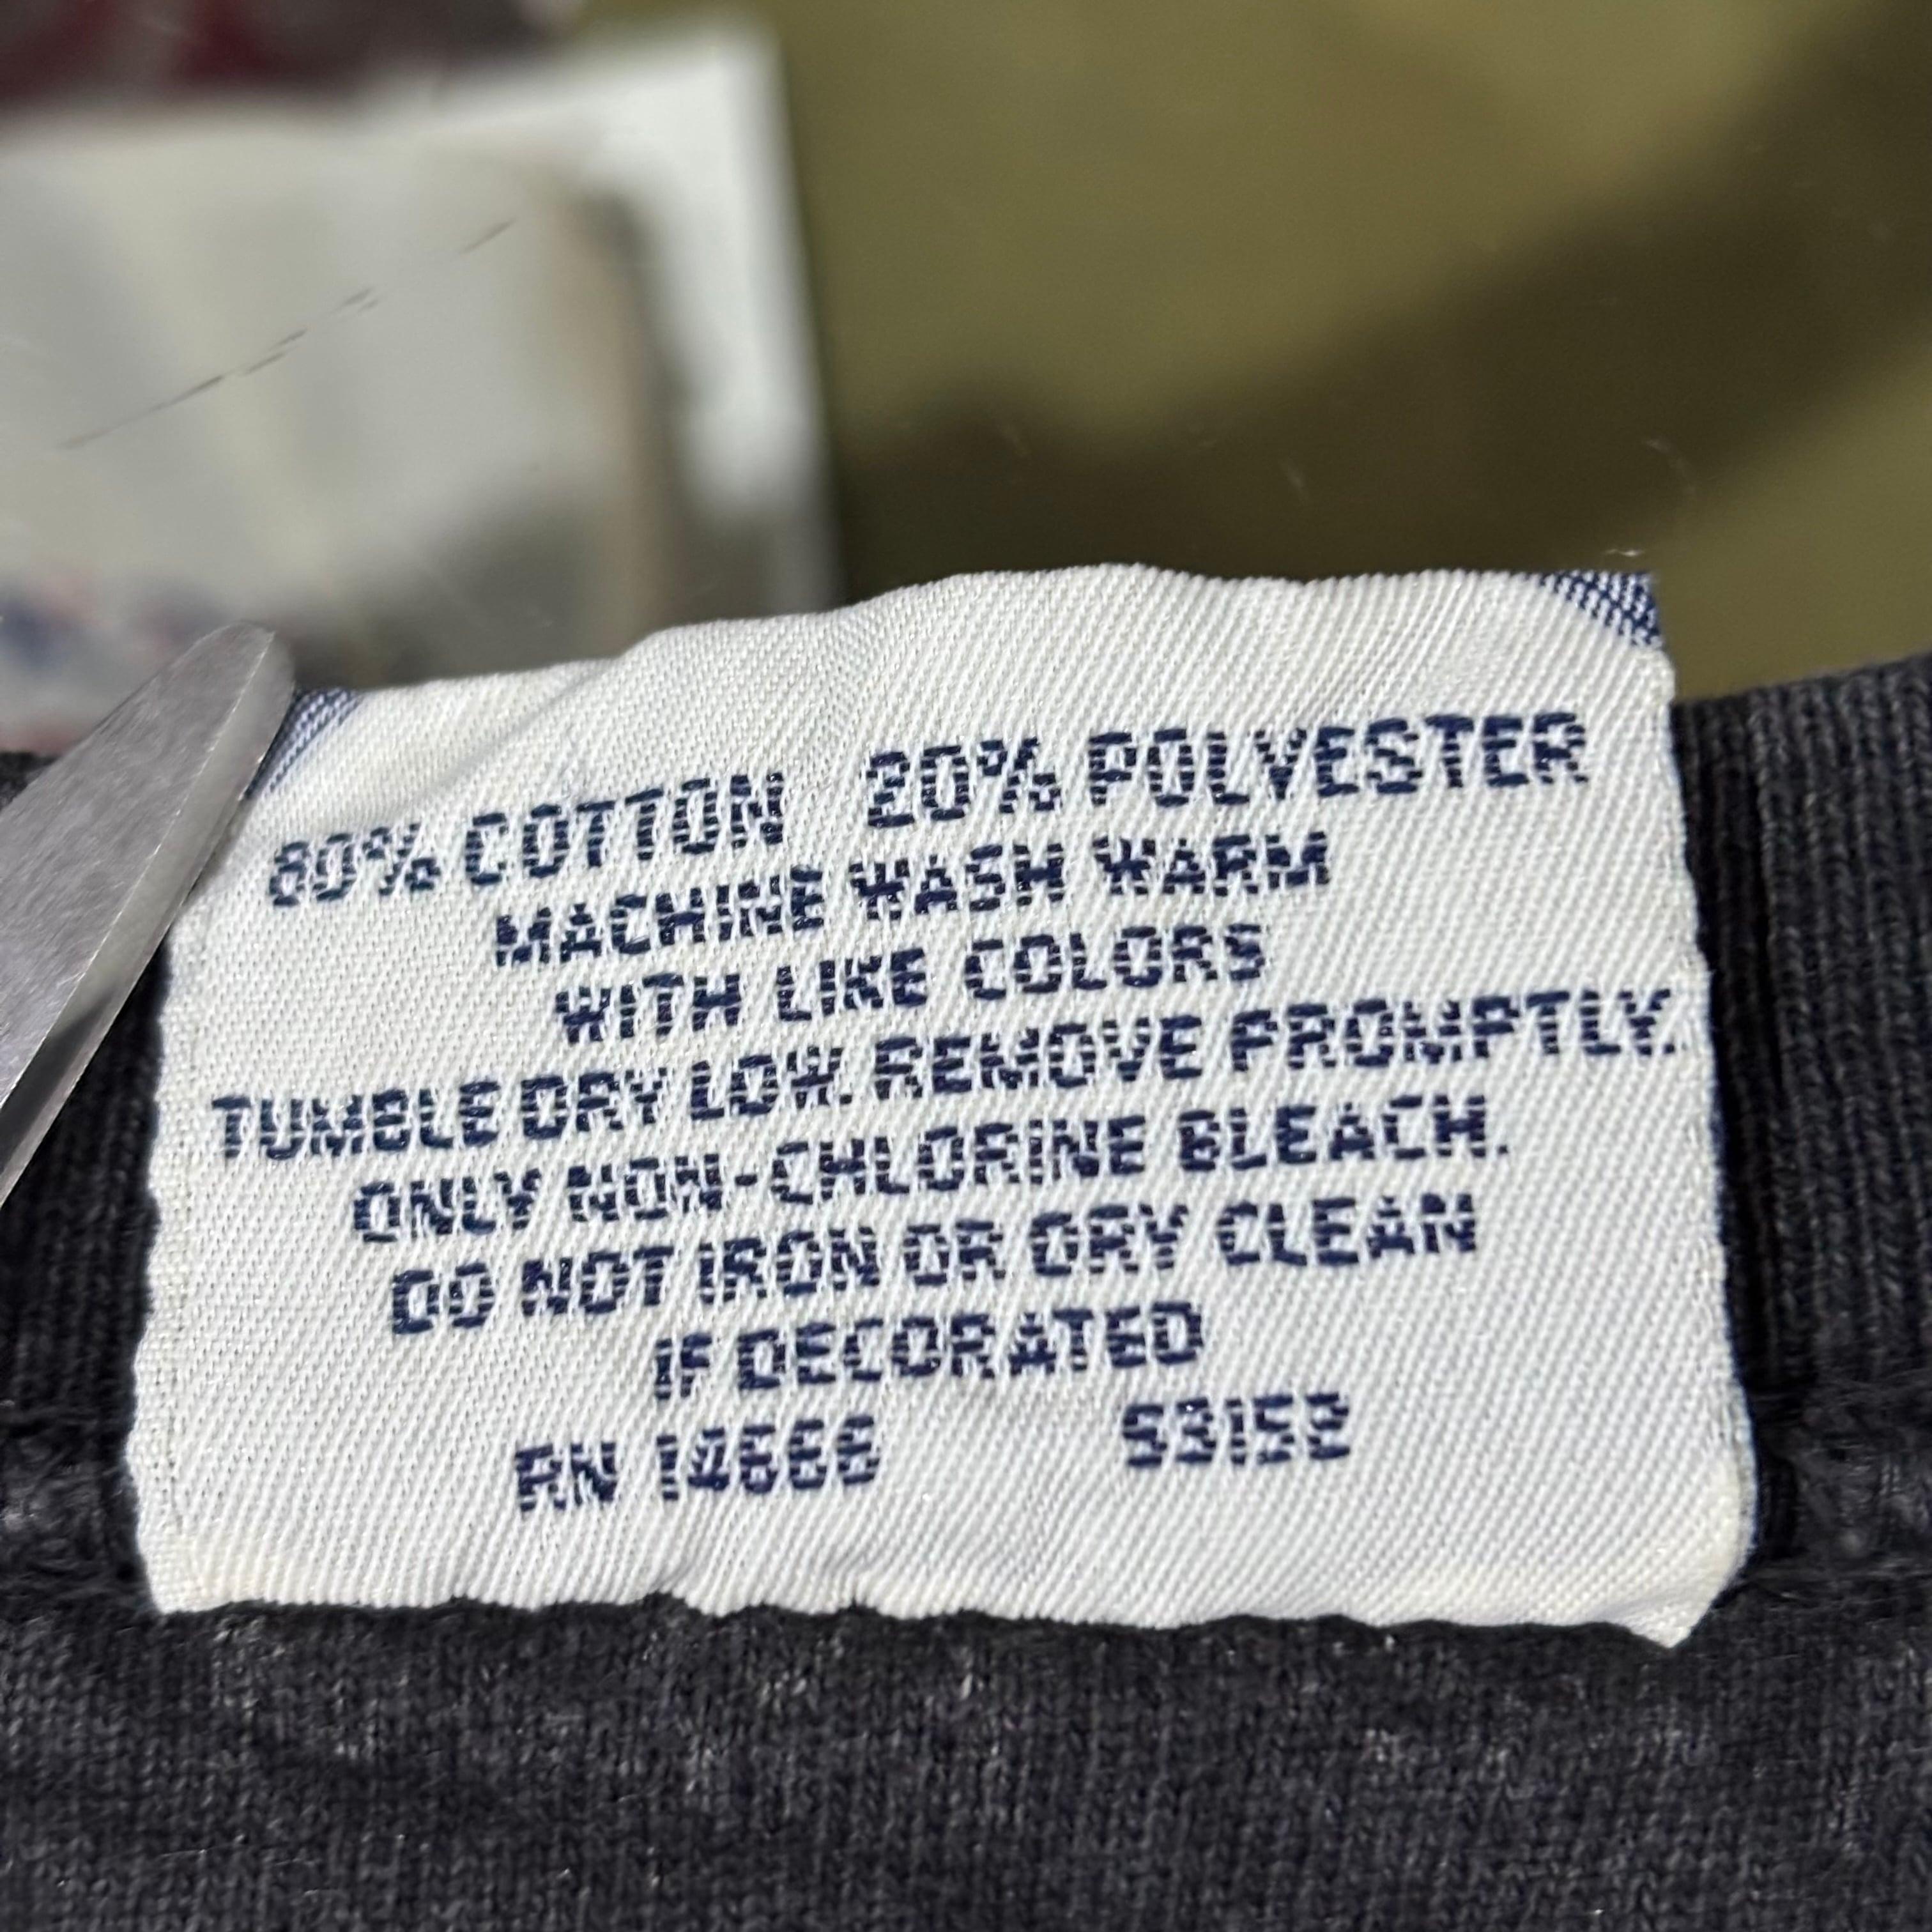 80% COTTON 20% POLYESTER
MACHINE WASH WARM
WITH LIKE COLORS
TUMBLE DRY LOW. REMOVE PROMPTLY.
ONLY NON-CHLORINE BLEACH.
DO NOT IRON OR DRY CLEAN
IF DECORATED
RN 14666 53152